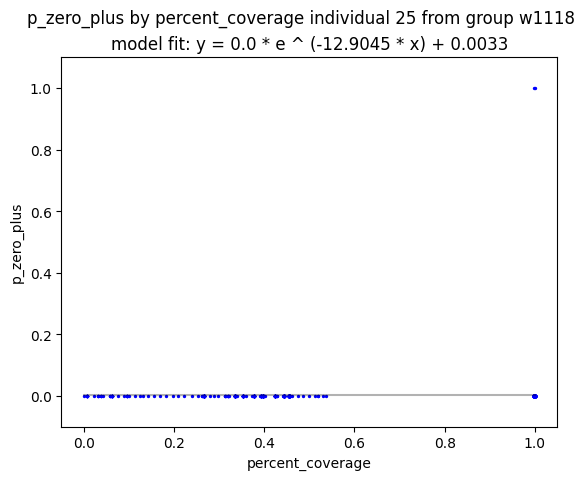 p_zero_plus by percent_coverage individual 25 from group w1118
model fit: y = 0.0 * e ^ (-12.9045 * x) + 0.0033
1.0
0.8
0.6
0.4
0.2
0.0
p_zero_plus
0.0 0.2 0.4 0.6 0.8 1.0
percent_coverage